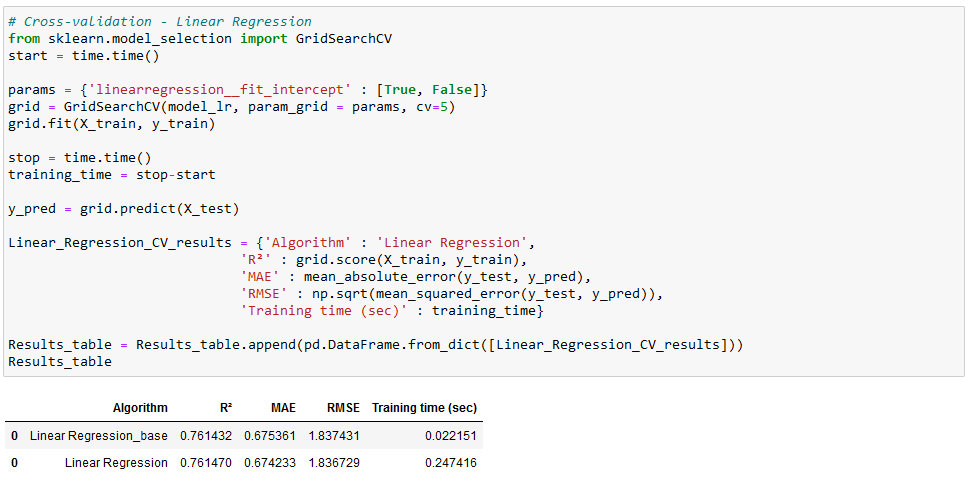 # Cross-validation - Linear Regression
from sklearn.model_selection import GridSearchCV
start = time.time()
params = {'linearregression__fit_intercept' : [True, False]}
grid = GridSearchCV(model_lr, param_grid = params, cv=5)
grid.fit(X_train, y_train)
stop = time.time()
training_time = stop-start
y_pred = grid.predict(X_test)
Linear_Regression_CV_results = {'Algorithm' : 'Linear Regression',
'R²' : grid.score(X_train, y_train),
'MAE' : mean_absolute_error(y_test, y_pred),
'RMSE' : np.sqrt(mean_squared_error(y_test, y_pred)),
'Training time (sec)' : training_time}
Results_table = Results_table.append(pd.DataFrame.from_dict([Linear_Regression_CV_results]))
Results_table
Algorithm R² MAE RMSE Training time (sec)
0 Linear Regression_base 0.761432 0.675361 1.837431 0.022151
0 Linear Regression 0.761470 0.674233 1.836729 0.247416